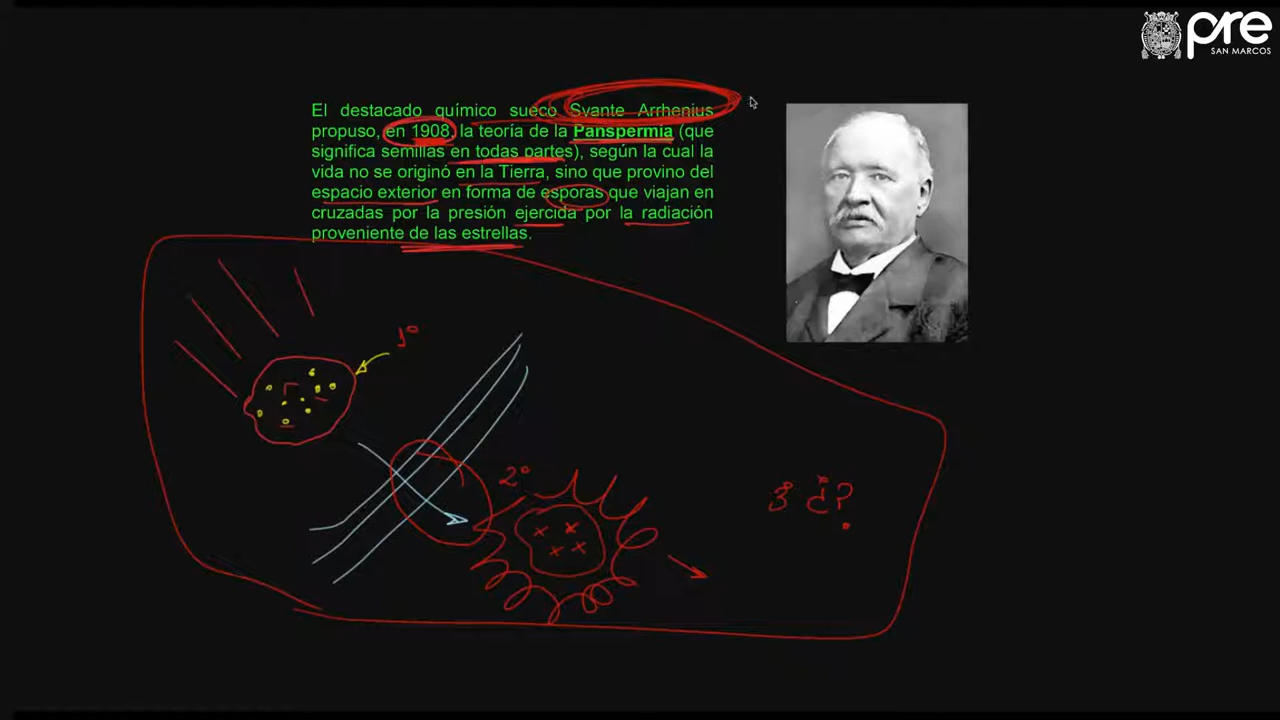 pre
SAN MARCOS
El destacado químico sueco Svante Arrhenius
propuso, en 1908, la teoría de la Panspermia (que
significa semillas en todas partes), según la cual la
vida no se originó en la Tierra, sino que provino del
espacio exterior en forma de esporas que viajan en
cruzadas por la presión ejercida por la radiación
proveniente de las estrellas.
1º
2º
3º ¿?